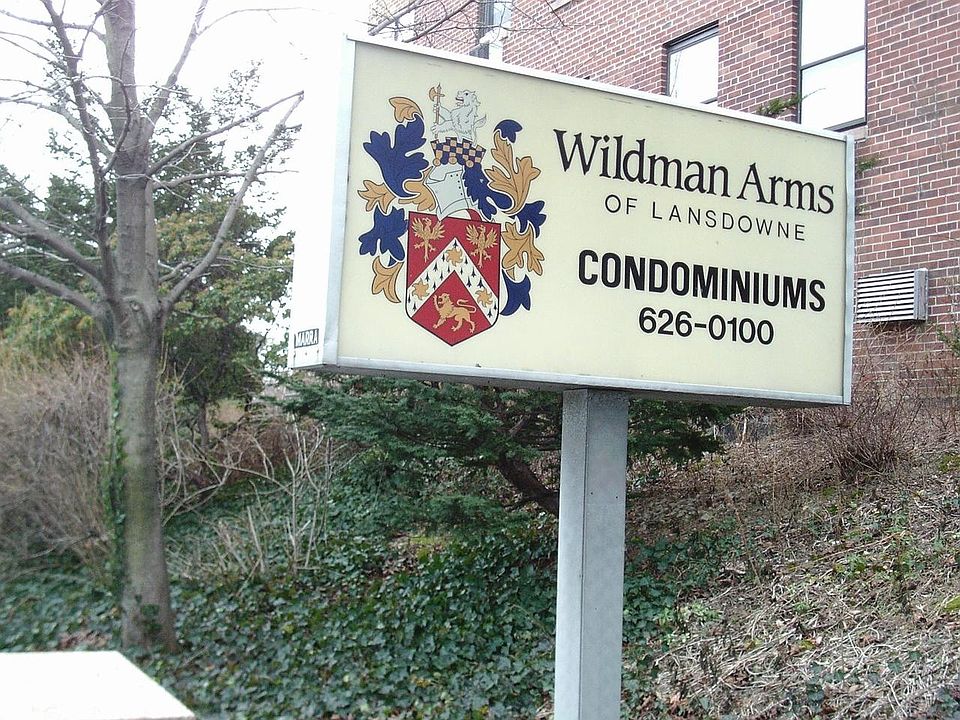 Wildman Arms
OF LANSDOWNE
CONDOMINIUMS
626-0100